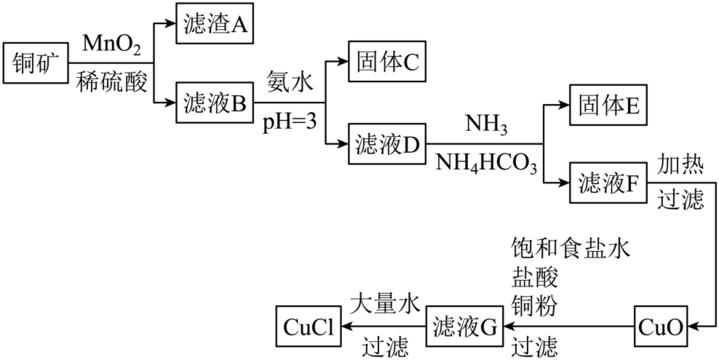 铜矿
MnO2
稀硫酸
滤渣A
滤液B
氨水
pH=3
固体C
滤液D
NH3
NH4HCO3
固体E
滤液F
加热
过滤
CuO
饱和食盐水
盐酸
铜粉
过滤
滤液G
大量水
过滤
CuCl